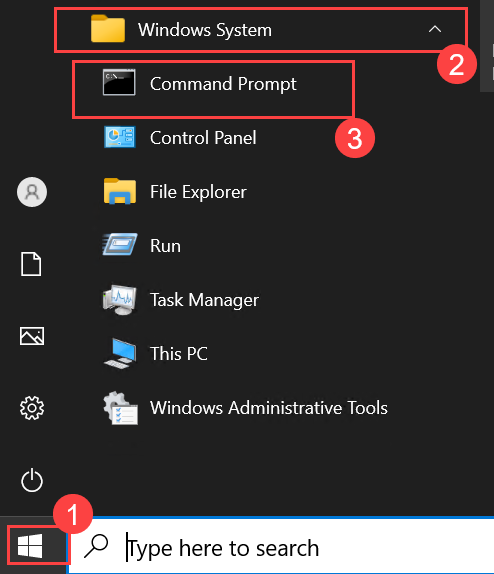 Windows System
2
Command Prompt
3
Control Panel
File Explorer
Run
Task Manager
This PC
Windows Administrative Tools
1
Type here to search